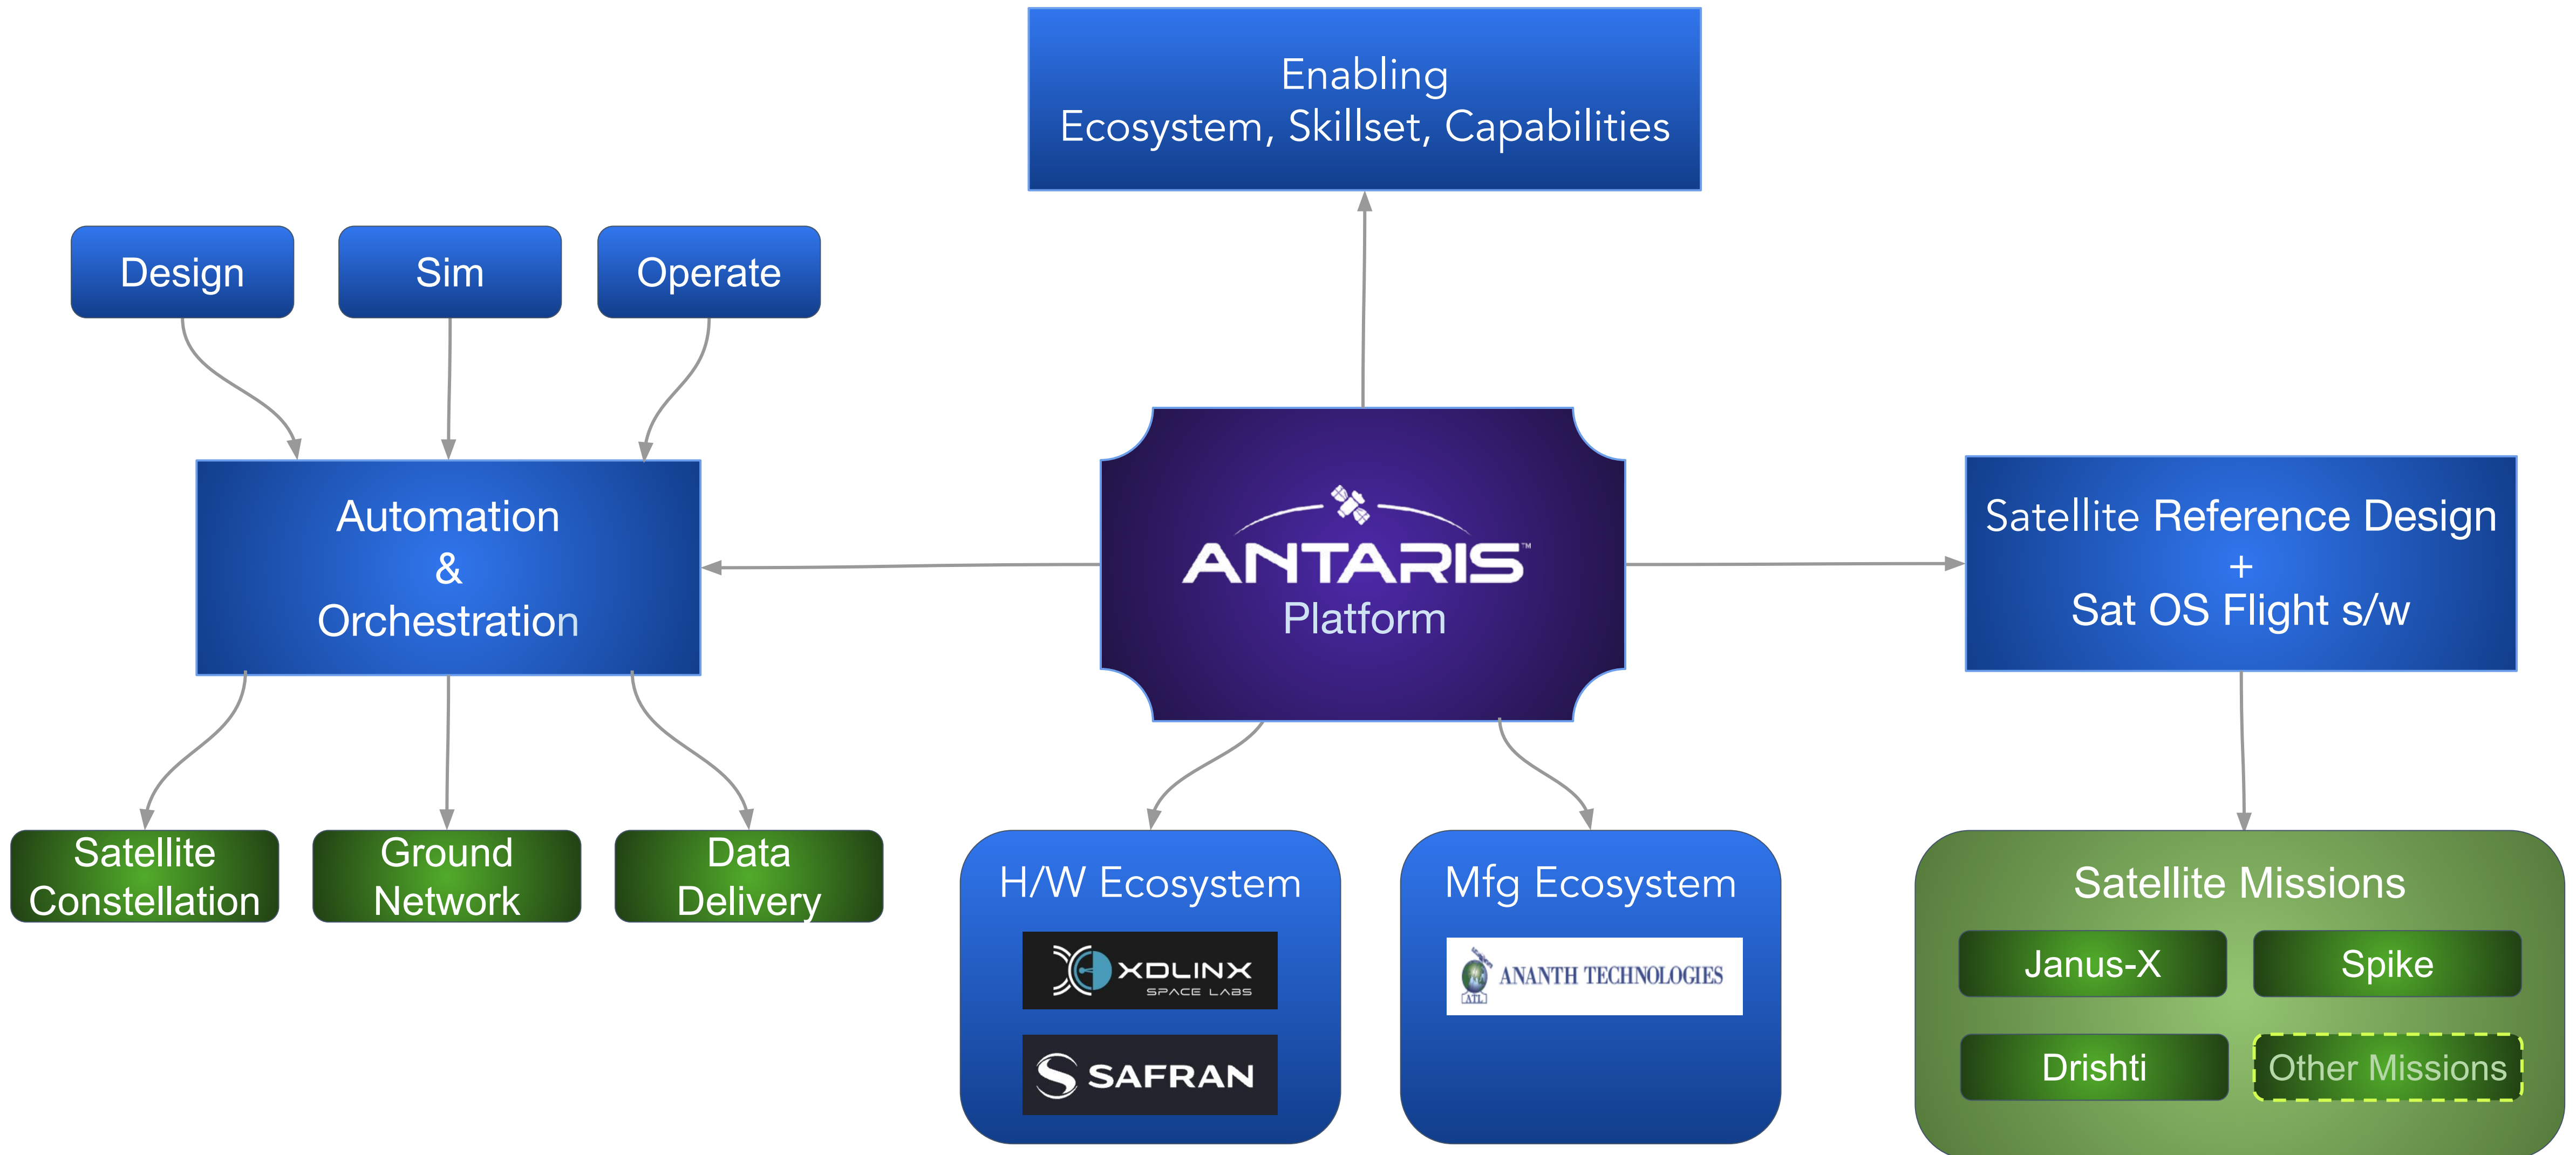 Enabling
Ecosystem, Skillset, Capabilities
Design
Sim
Operate
Automation
&
Orchestration
ANTARIS™
Platform
Satellite Reference Design
+
Sat OS Flight s/w
Satellite
Constellation
Ground
Network
Data
Delivery
H/W Ecosystem
XDLINX
SPACE LABS
SAFRAN
Mfg Ecosystem
ATL
ANANTH TECHNOLOGIES
Satellite Missions
Janus-X
Spike
Drishti
Other Missions